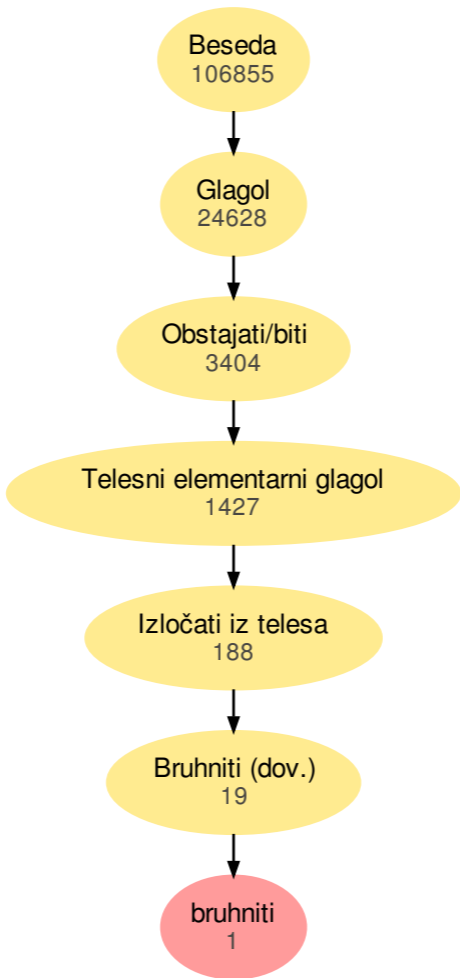 Beseda
106855
Glagol
24628
Obstajati/biti
3404
Telesni elementarni glagol
1427
Izločati iz telesa
188
Bruhniti (dov.)
19
bruhniti
1